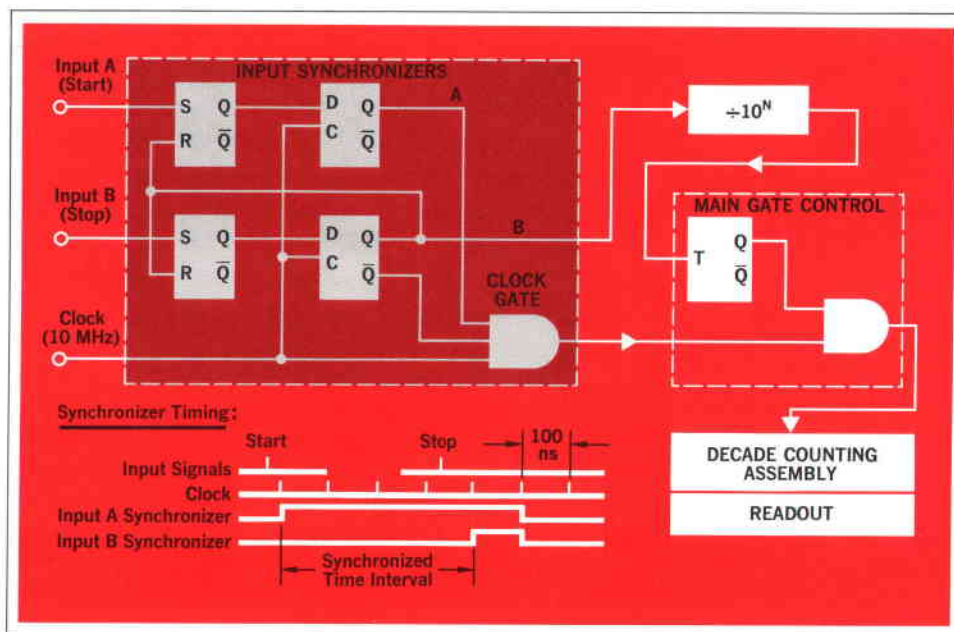 Input A
(Start)
INPUT SYNCHRONIZERS
S Q
R Q̅
D Q
C Q̅
A
÷10ᴺ
Input B
(Stop)
S Q
R Q̅
D Q
C Q̅
B
MAIN GATE CONTROL
T
Q
Q̅
CLOCK
GATE
Clock
(10 MHz)
Synchronizer Timing:
Start
Stop
100
ns
Input Signals
Clock
Input A Synchronizer
Input B Synchronizer
Synchronized
Time Interval
DECADE COUNTING
ASSEMBLY
READOUT